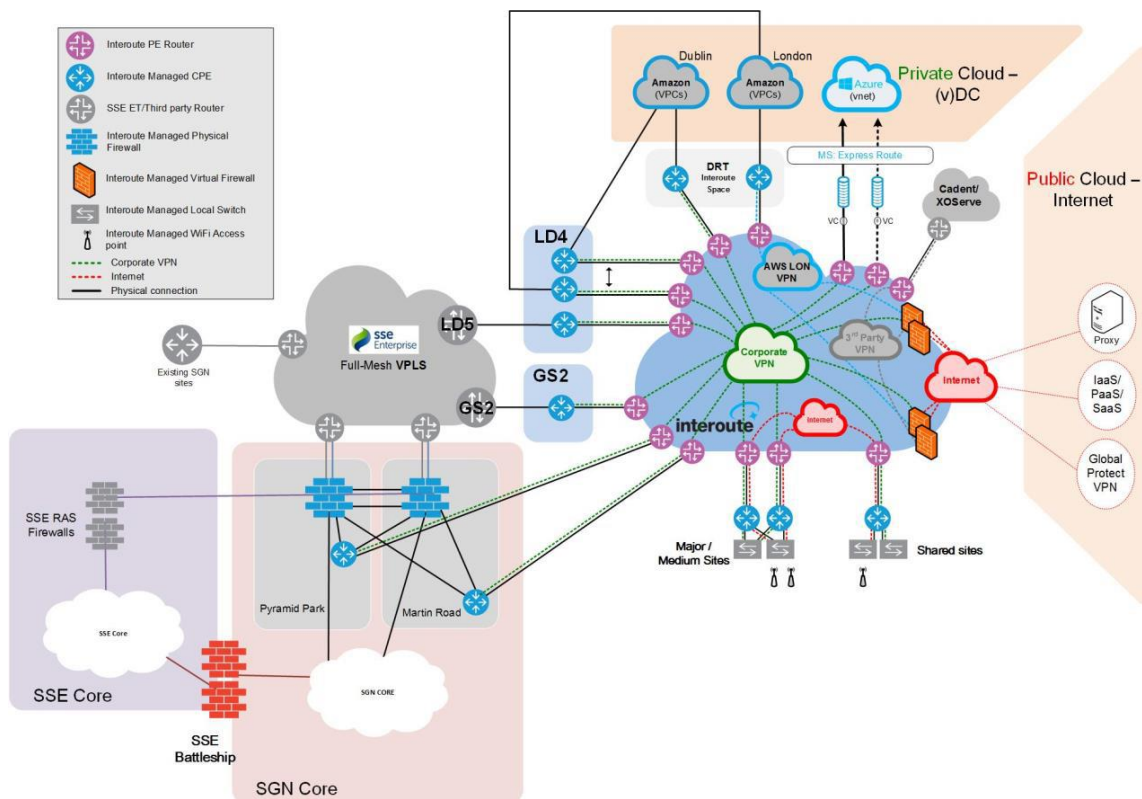 Interoute PE Router
Interoute Managed CPE
SSE ET/Third party Router
Interoute Managed Physical
Firewall
Interoute Managed Virtual Firewall
Interoute Managed Local Switch
Interoute Managed WiFi Access
point
Corporate VPN
Internet
Physical connection
Dublin
London
Amazon
(VPCs)
Amazon
(VPCs)
Azure
(vnet)
Private Cloud –
(v)DC
MS: Express Route
DRT
Interoute
Space
VC
VC
Cadent/
XOServe
Public Cloud –
Internet
LD4
AWS LON
VPN
LD5
sse
Enterprise
Full-Mesh VPLS
Existing SGN
sites
GS2
GS2
Corporate
VPN
3rd Party
VPN
Internet
Internet
interoute
Proxy
IaaS/
PaaS/
SaaS
Global
Protect
VPN
Major /
Medium Sites
Shared sites
SSE RAS
Firewalls
Pyramid Park
Martin Road
SSE Core
SGN CORE
SSE Core
SSE
Battleship
SGN Core